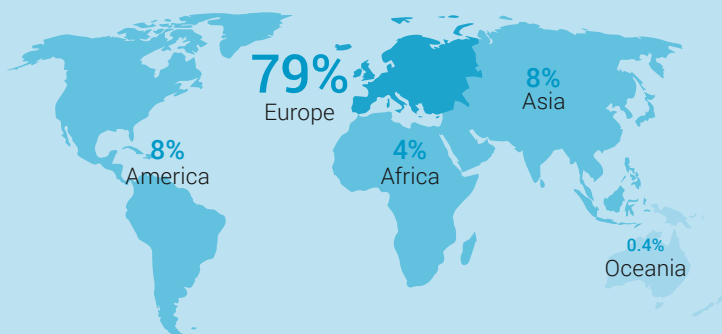 79%
Europe
8%
Asia
8%
America
4%
Africa
0.4%
Oceania